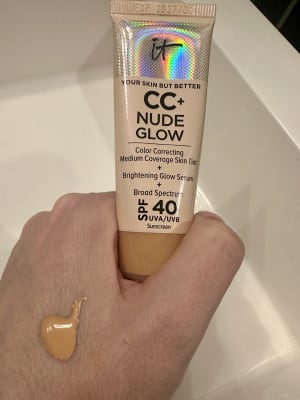 it
YOUR SKIN BUT BETTER
CC+
NUDE
GLOW
Color Correcting
Medium Coverage Skin Tint
+
Brightening Glow Serum
+
Broad Spectrum
SPF 40
UVA/UVB
Sunscreen